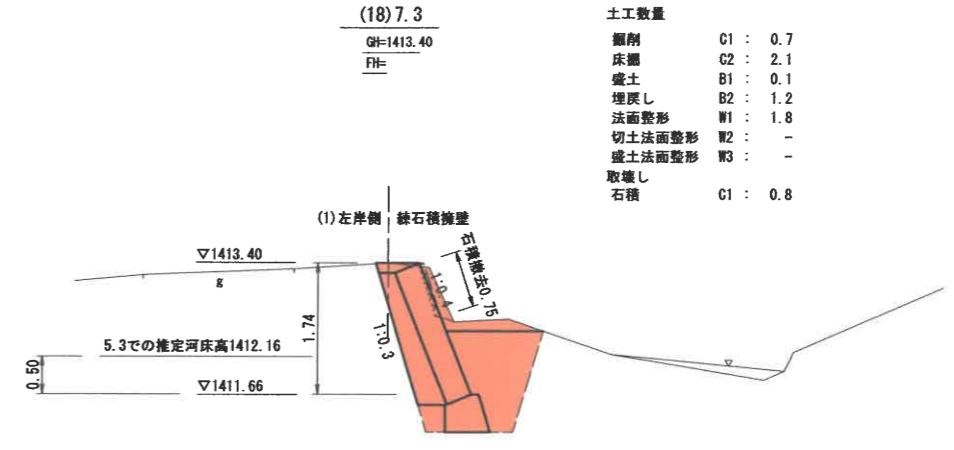 (18)7.3
GH=1413.40
FH=
土工数量
掘削 C1 : 0.7
床掘 C2 : 2.1
盛土 B1 : 0.1
埋戻し B2 : 1.2
法面整形 W1 : 1.8
切土法面整形 W2 : -
盛土法面整形 W3 : -
取壊し
石積 C1 : 0.8
(1)左岸側 練石積擁壁
▽1413.40
g
石積撤去0.75
1:0.4
1:0.3
1.74
5.3での推定河床高1412.16
0.50
▽1411.66
▽